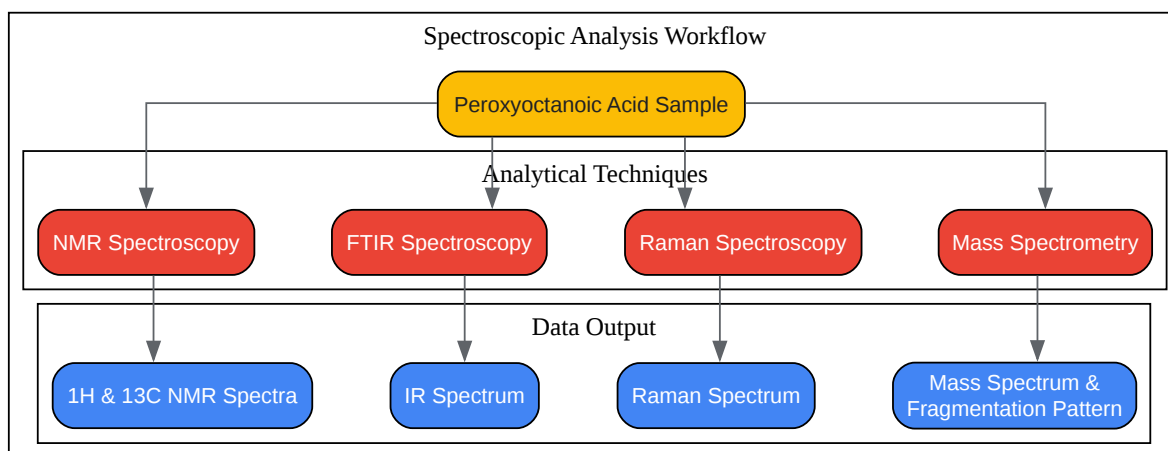 Spectroscopic Analysis Workflow
Peroxyoctanoic Acid Sample
Analytical Techniques
NMR Spectroscopy
FTIR Spectroscopy
Raman Spectroscopy
Mass Spectrometry
Data Output
1H & 13C NMR Spectra
IR Spectrum
Raman Spectrum
Mass Spectrum &
Fragmentation Pattern